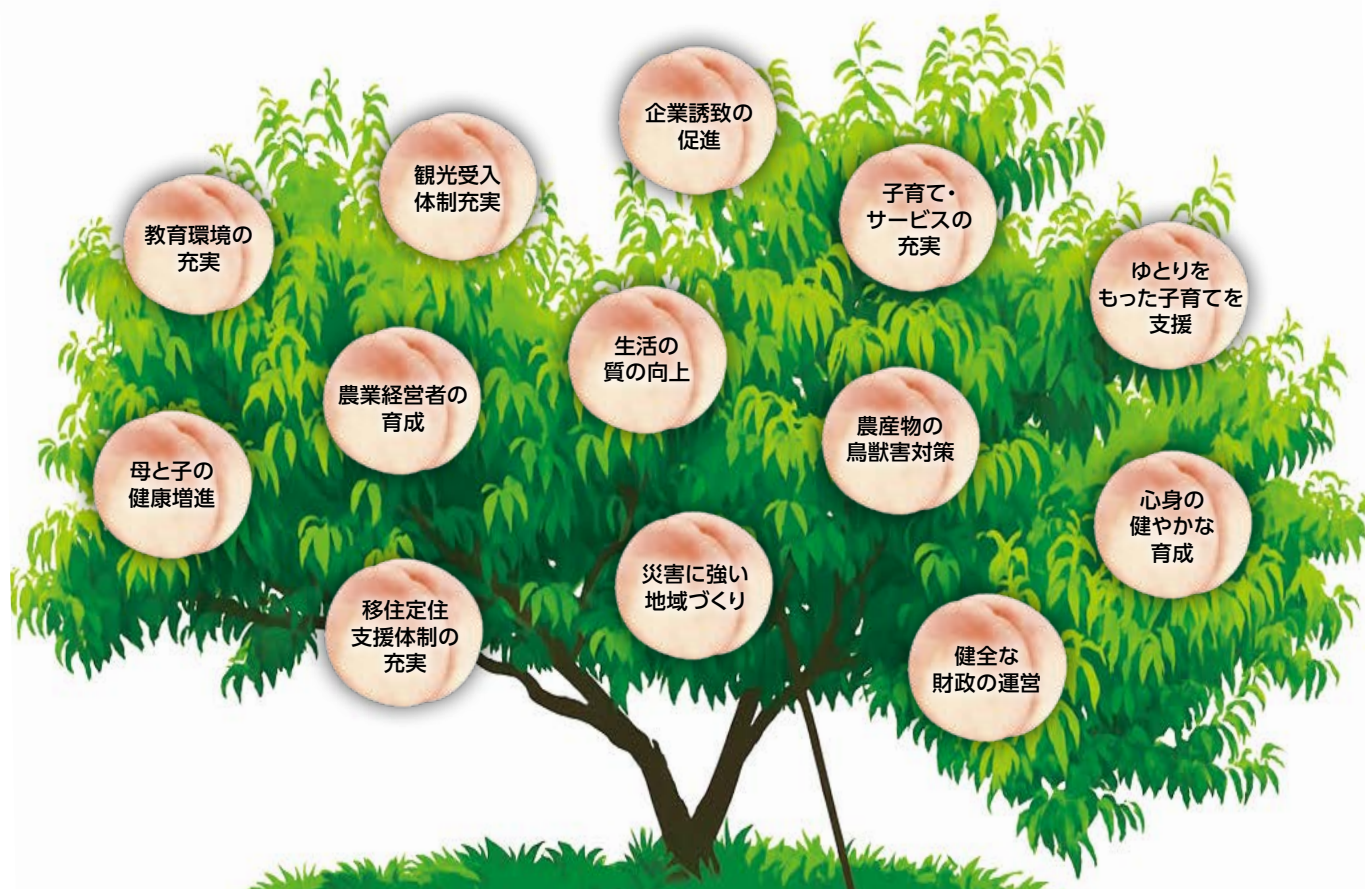 企業誘致の
促進
観光受入
体制充実
子育て・
サービスの
充実
教育環境の
充実
ゆとりを
もった子育てを
支援
生活の
質の向上
農業経営者の
育成
農産物の
鳥獣害対策
母と子の
健康増進
心身の
健やかな
育成
災害に強い
地域づくり
移住定住
支援体制の
充実
健全な
財政の運営